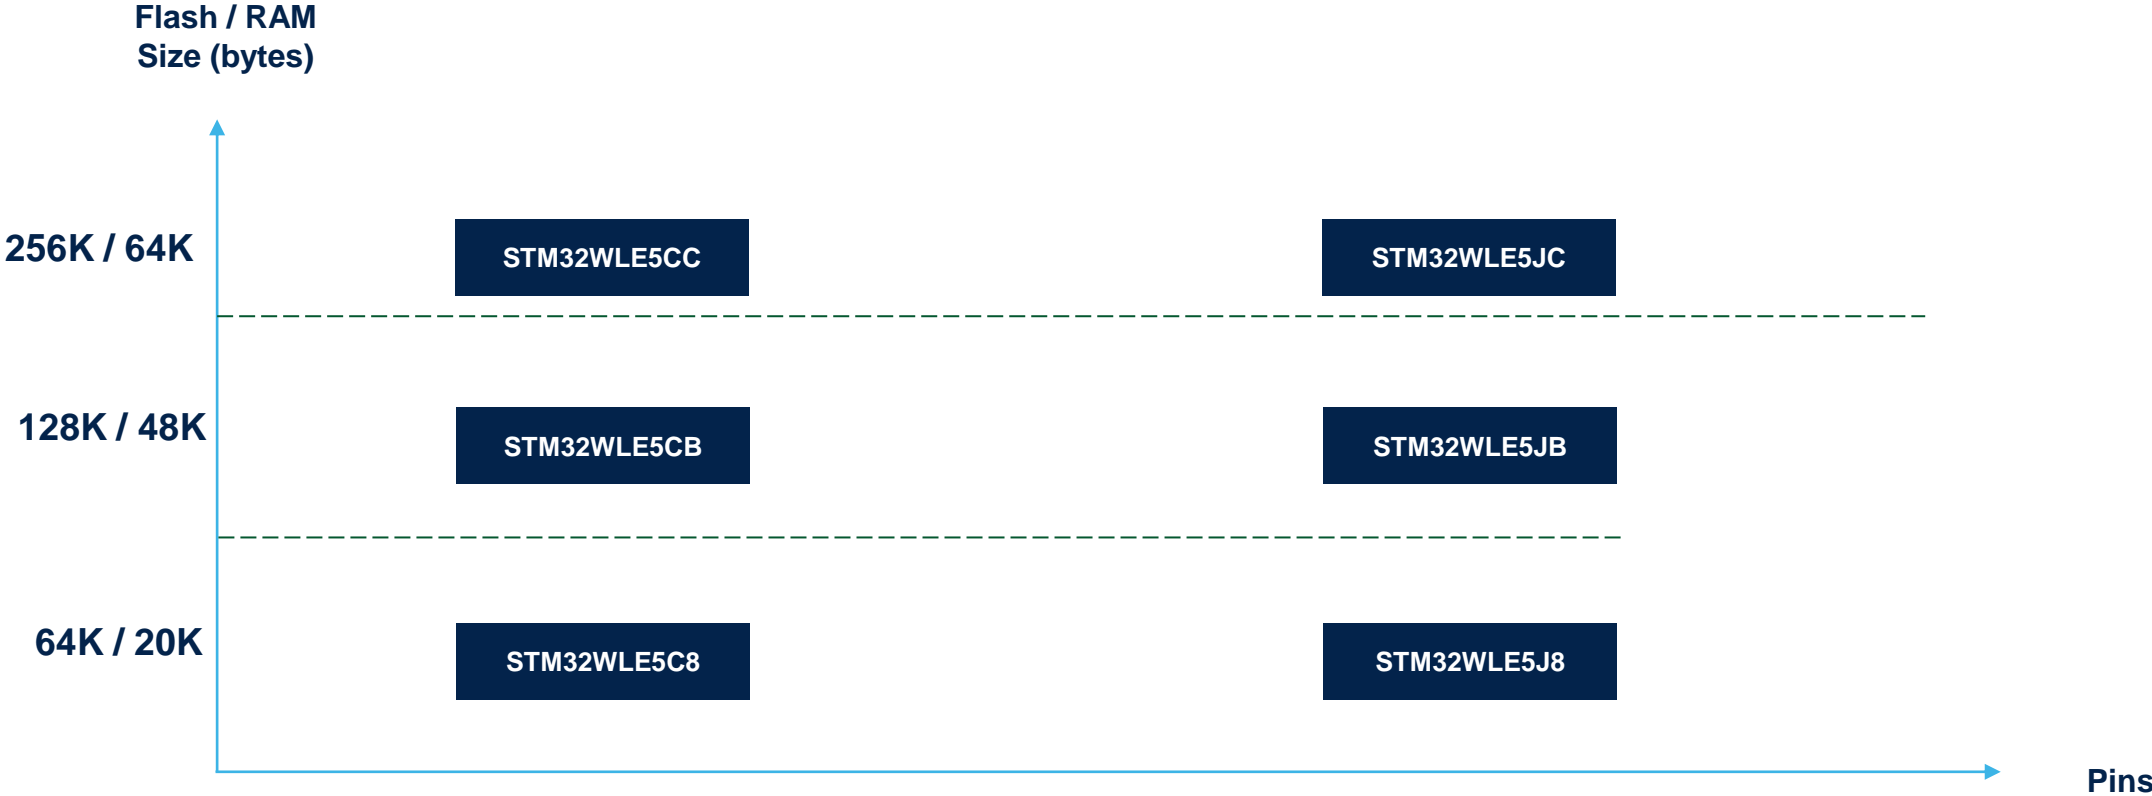 Flash / RAM
Size (bytes)
256K / 64K
STM32WLE5CC
STM32WLE5JC
128K / 48K
STM32WLE5CB
STM32WLE5JB
64K / 20K
STM32WLE5C8
STM32WLE5J8
Pins